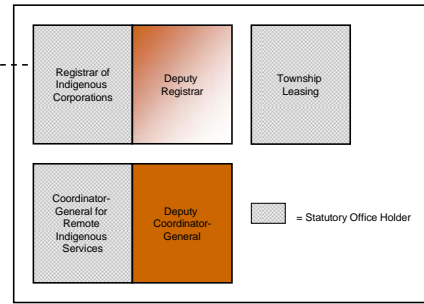 Registrar of
Indigenous
Corporations
Deputy
Registrar
Township
Leasing
Coordinator-
General for
Remote
Indigenous
Services
Deputy
Coordinator-
General
= Statutory Office Holder